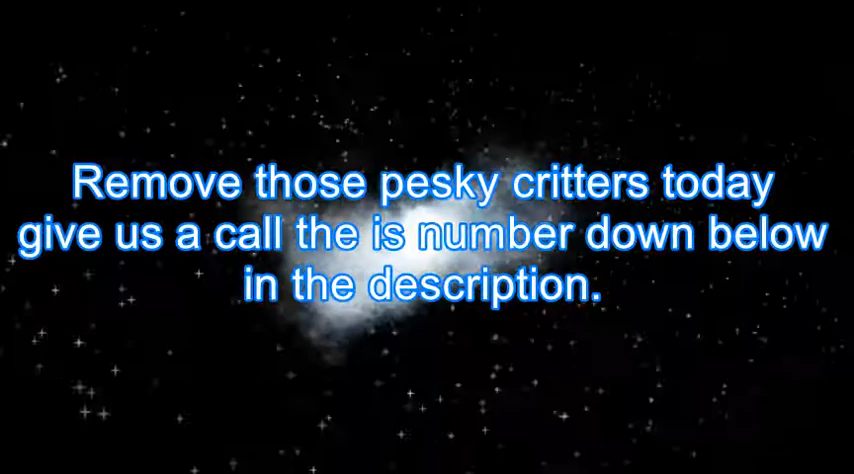 Remove those pesky critters today
give us a call the is number down below
in the description.